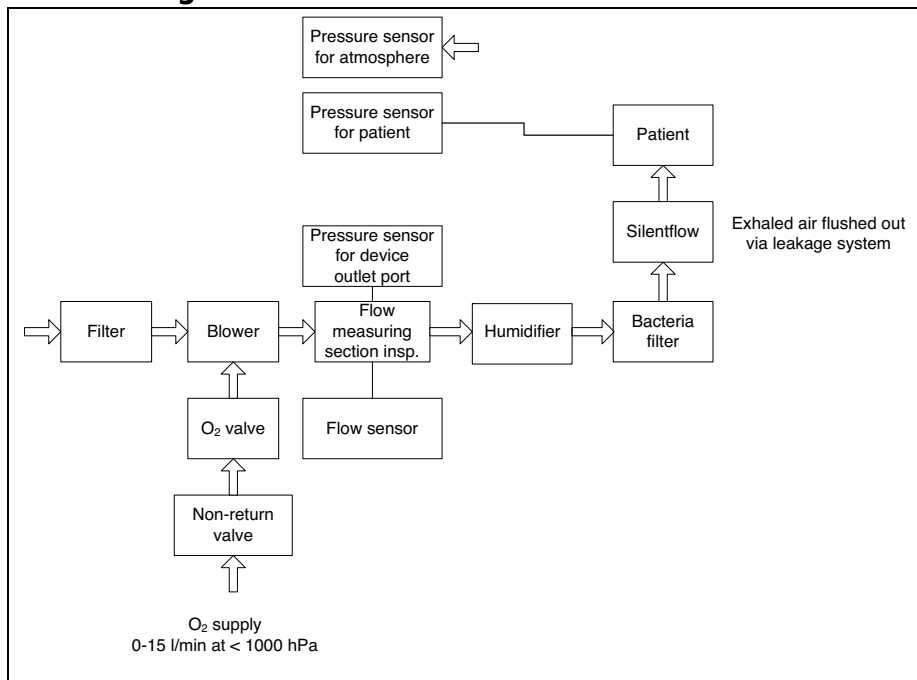 Pressure sensor
for atmosphere
Pressure sensor
for patient
Patient
Silentflow
Exhaled air flushed out
via leakage system
Pressure sensor
for device
outlet port
Filter
Blower
Flow
measuring
section insp.
Humidifier
Bacteria
filter
O₂ valve
Flow sensor
Non-return
valve
O₂ supply
0-15 l/min at < 1000 hPa